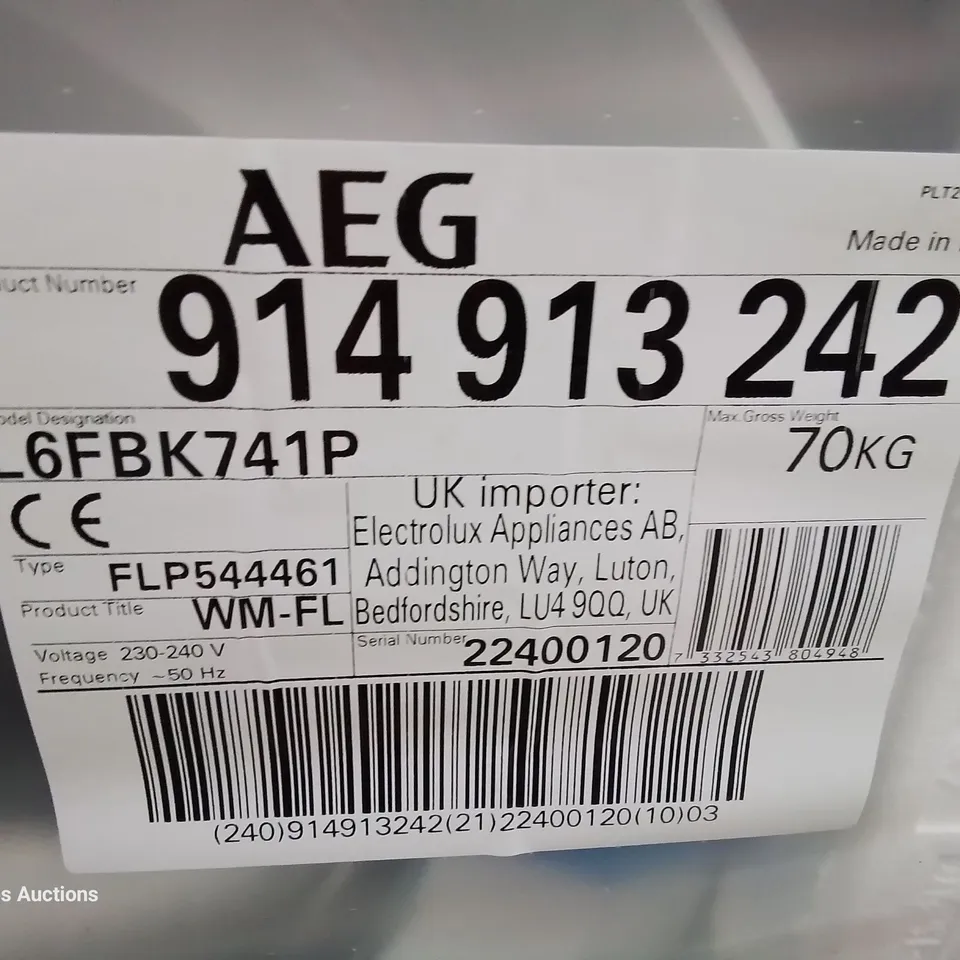 AEG
PLT2
Made in
uct Number
914 913 242
odel Designation
L6FBK741P
Max. Gross Weight
70KG
CE
UK importer:
Electrolux Appliances AB,
Addington Way, Luton,
Bedfordshire, LU4 9QQ, UK
Type FLP544461
Product Title WM-FL
Voltage 230-240 V
Frequency ~50 Hz
Serial Number 22400120
7 332543 804948
(240)914913242(21)22400120(10)03
s Auctions